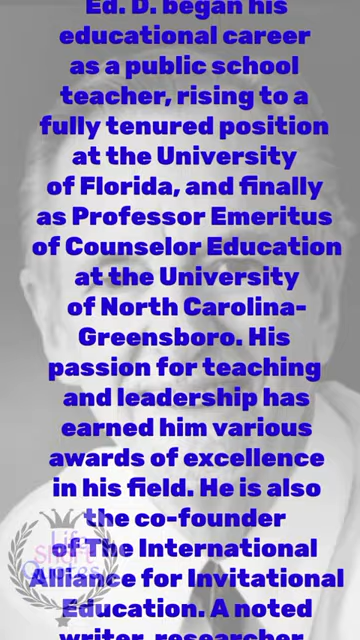 Ed. D. began his
educational career
as a public school
teacher, rising to a
fully tenured position
at the University
of Florida, and finally
as Professor Emeritus
of Counselor Education
at the University
of North Carolina-
Greensboro. His
passion for teaching
and leadership has
earned him various
awards of excellence
in his field. He is also
the co-founder
of The International
Alliance for Invitational
Education. A noted
writer, researcher,